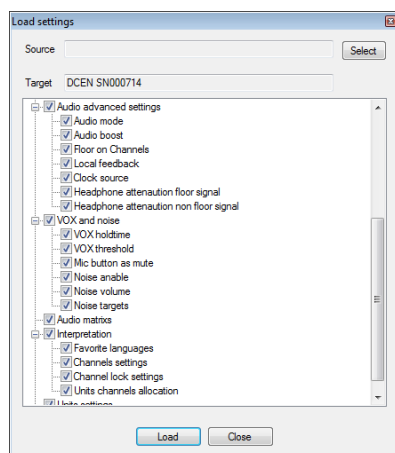 Load settings
Source
Select
Target DCEN SN000714
Audio advanced settings
Audio mode
Audio boost
Floor on Channels
Local feedback
Clock source
Headphone attenaution floor signal
Headphone attenaution non floor signal
VOX and noise
VOX holdtime
VOX threshold
Mic button as mute
Noise anable
Noise volume
Noise targets
Audio matrixs
Interpretation
Favorite languages
Channels settings
Channel lock settings
Units channels allocation
Units settings
Load Close